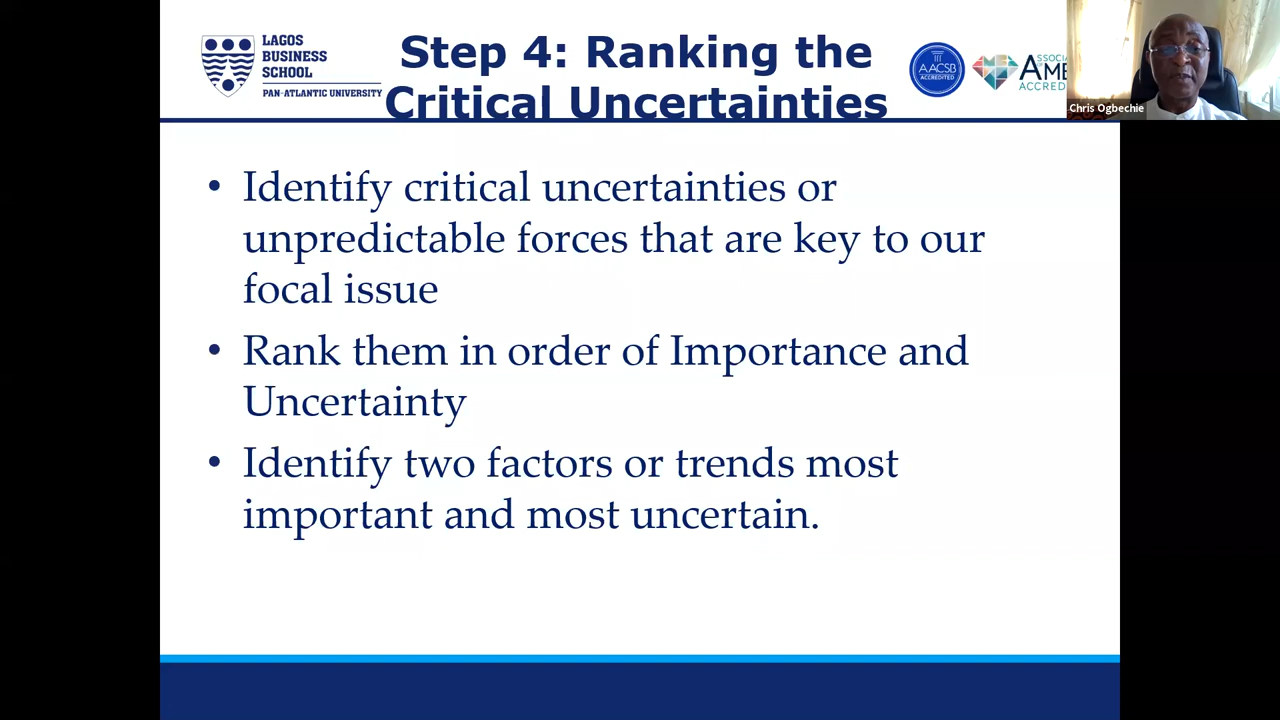 LAGOS
BUSINESS
SCHOOL
PAN-ATLANTIC UNIVERSITY
Step 4: Ranking the
Critical Uncertainties
AACSB
ACCREDITED
Chris Ogbechie
• Identify critical uncertainties or
unpredictable forces that are key to our
focal issue
• Rank them in order of Importance and
Uncertainty
• Identify two factors or trends most
important and most uncertain.